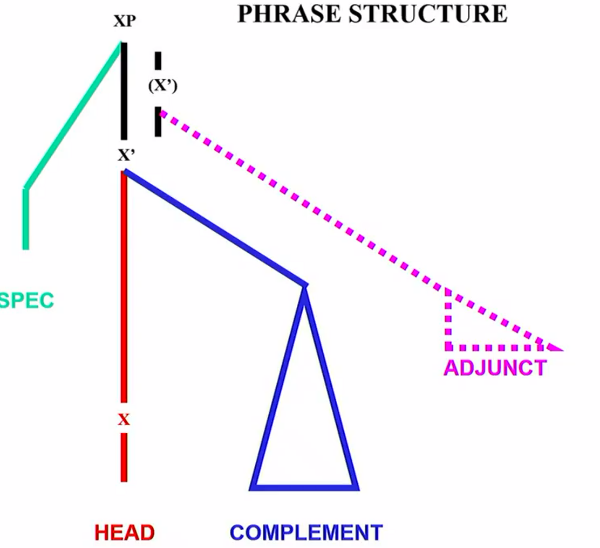 PHRASE STRUCTURE
XP
(X’)
X’
SPEC
ADJUNCT
X
HEAD
COMPLEMENT